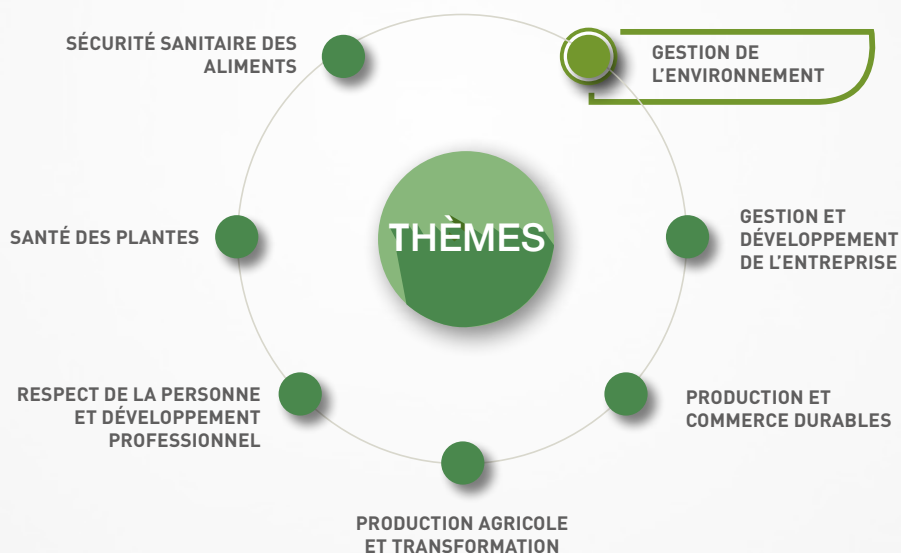 SÉCURITÉ SANITAIRE DES
ALIMENTS
GESTION DE
L'ENVIRONNEMENT
THÈMES
SANTÉ DES PLANTES
GESTION ET
DÉVELOPPEMENT
DE L'ENTREPRISE
RESPECT DE LA PERSONNE
ET DÉVELOPPEMENT
PROFESSIONNEL
PRODUCTION ET
COMMERCE DURABLES
PRODUCTION AGRICOLE
ET TRANSFORMATION